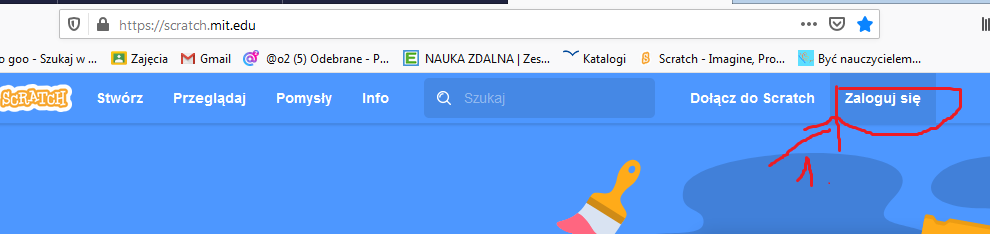 https://scratch.mit.edu
o goo - Szukaj w ... Zajęcia Gmail @o2 (5) Odebrane - P... NAUKA ZDALNA | Zes... Katalogi Scratch - Imagine, Pro... Być nauczycielem...
SCRATCH Stwórz Przeglądaj Pomysły Info Szukaj Dołącz do Scratch Zaloguj się
1